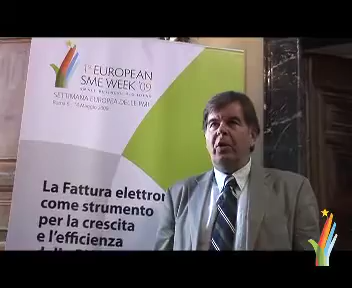 1st EUROPEAN
SME WEEK '09
SETTIMANA EUROPEA DELLE PMI
La Fattura elettron
come strumento
per la crescita
e l'efficienza